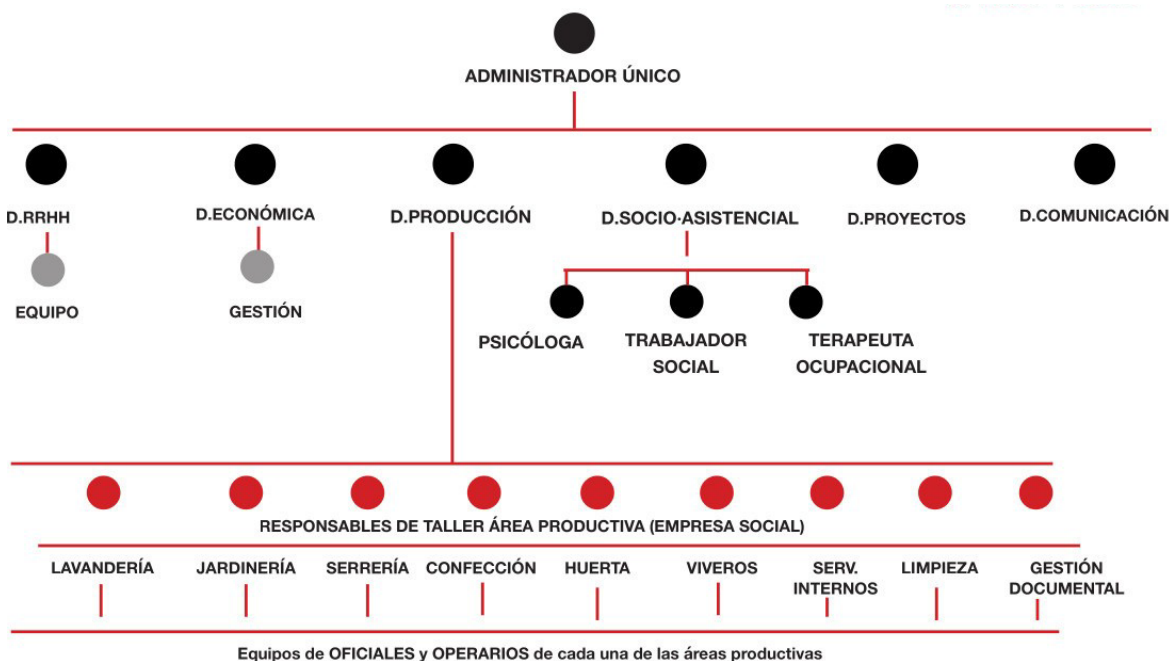 ADMINISTRADOR ÚNICO
D.RRHH
D.ECONÓMICA
D.PRODUCCIÓN
D.SOCIO·ASISTENCIAL
D.PROYECTOS
D.COMUNICACIÓN
EQUIPO
GESTIÓN
PSICÓLOGA
TRABAJADOR
SOCIAL
TERAPEUTA
OCUPACIONAL
RESPONSABLES DE TALLER ÁREA PRODUCTIVA (EMPRESA SOCIAL)
LAVANDERÍA
JARDINERÍA
SERRERÍA
CONFECCIÓN
HUERTA
VIVEROS
SERV.
INTERNOS
LIMPIEZA
GESTIÓN
DOCUMENTAL
Equipos de OFICIALES y OPERARIOS de cada una de las áreas productivas